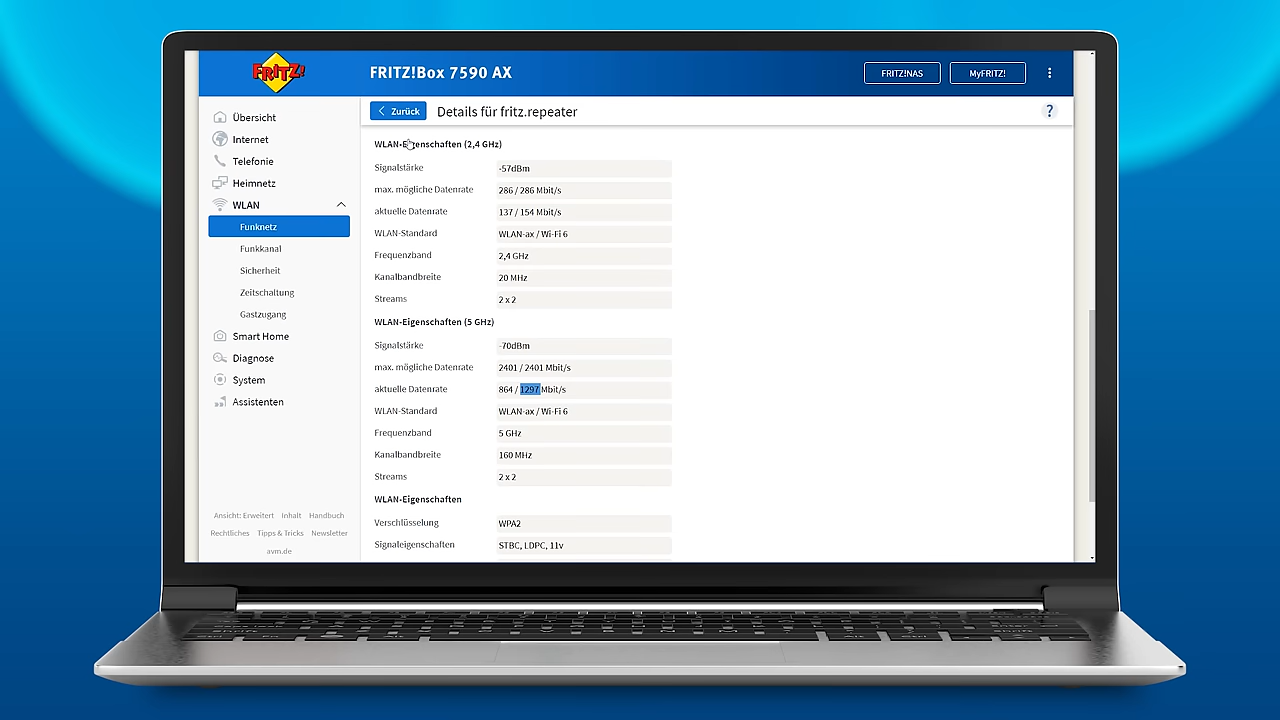 FRITZ!
FRITZ!Box 7590 AX
FRITZ!NAS
MyFRITZ!
Zurück
Details für fritz.repeater
?
Übersicht
Internet
Telefonie
Heimnetz
WLAN
Funknetz
Funkkanal
Sicherheit
Zeitschaltung
Gastzugang
Smart Home
Diagnose
System
Assistenten
Ansicht: Erweitert Inhalt Handbuch
Rechtliches Tipps & Tricks Newsletter
avm.de
WLAN-Eigenschaften (2,4 GHz)
Signalstärke -57dBm
max. mögliche Datenrate 286 / 286 Mbit/s
aktuelle Datenrate 137 / 154 Mbit/s
WLAN-Standard WLAN-ax / Wi-Fi 6
Frequenzband 2,4 GHz
Kanalbandbreite 20 MHz
Streams 2 x 2
WLAN-Eigenschaften (5 GHz)
Signalstärke -70dBm
max. mögliche Datenrate 2401 / 2401 Mbit/s
aktuelle Datenrate 864 / 1297 Mbit/s
WLAN-Standard WLAN-ax / Wi-Fi 6
Frequenzband 5 GHz
Kanalbandbreite 160 MHz
Streams 2 x 2
WLAN-Eigenschaften
Verschlüsselung WPA2
Signaleigenschaften STBC, LDPC, 11v